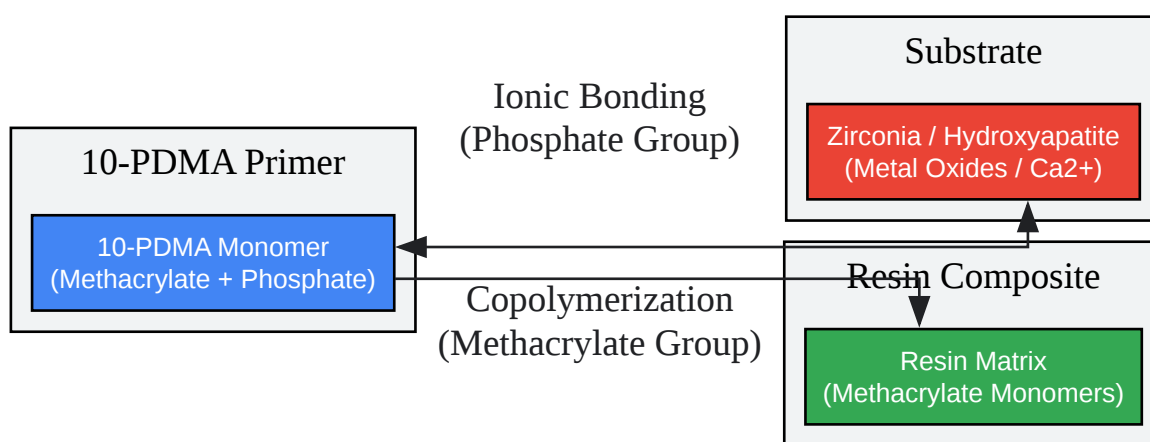 10-PDMA Primer
10-PDMA Monomer
(Methacrylate + Phosphate)
Ionic Bonding
(Phosphate Group)
Copolymerization
(Methacrylate Group)
Substrate
Zirconia / Hydroxyapatite
(Metal Oxides / Ca2+)
Resin Composite
Resin Matrix
(Methacrylate Monomers)